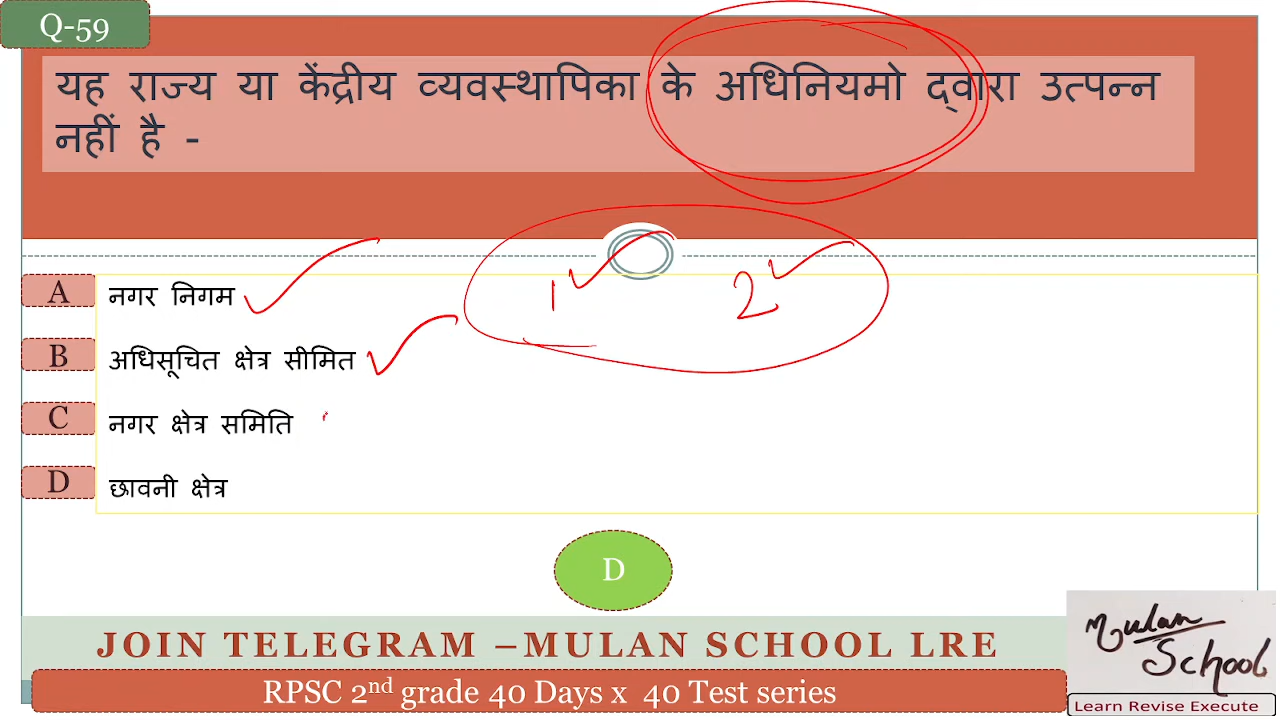 Q-59
यह राज्य या केंद्रीय व्यवस्थापिका के अधिनियमो द्वारा उत्पन्न
नहीं है -
1 2
A नगर निगम
B अधिसूचित क्षेत्र सीमित
C नगर क्षेत्र समिति
D छावनी क्षेत्र
D
JOIN TELEGRAM –MULAN SCHOOL LRE
RPSC 2nd grade 40 Days x 40 Test series
Mulan
School
Learn Revise Execute